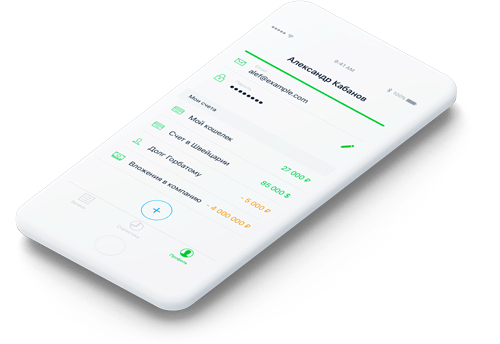 9:41 AM
100%
Александр Кабанов
alef@example.com
••••••••
Мои счета
Мой кошелек 27 000 ₽
Счет в Швейцарии 85 000 $
Долг Горбатому - 5 000 ₽
Вложения в компанию - 4 000 000 ₽
Профиль